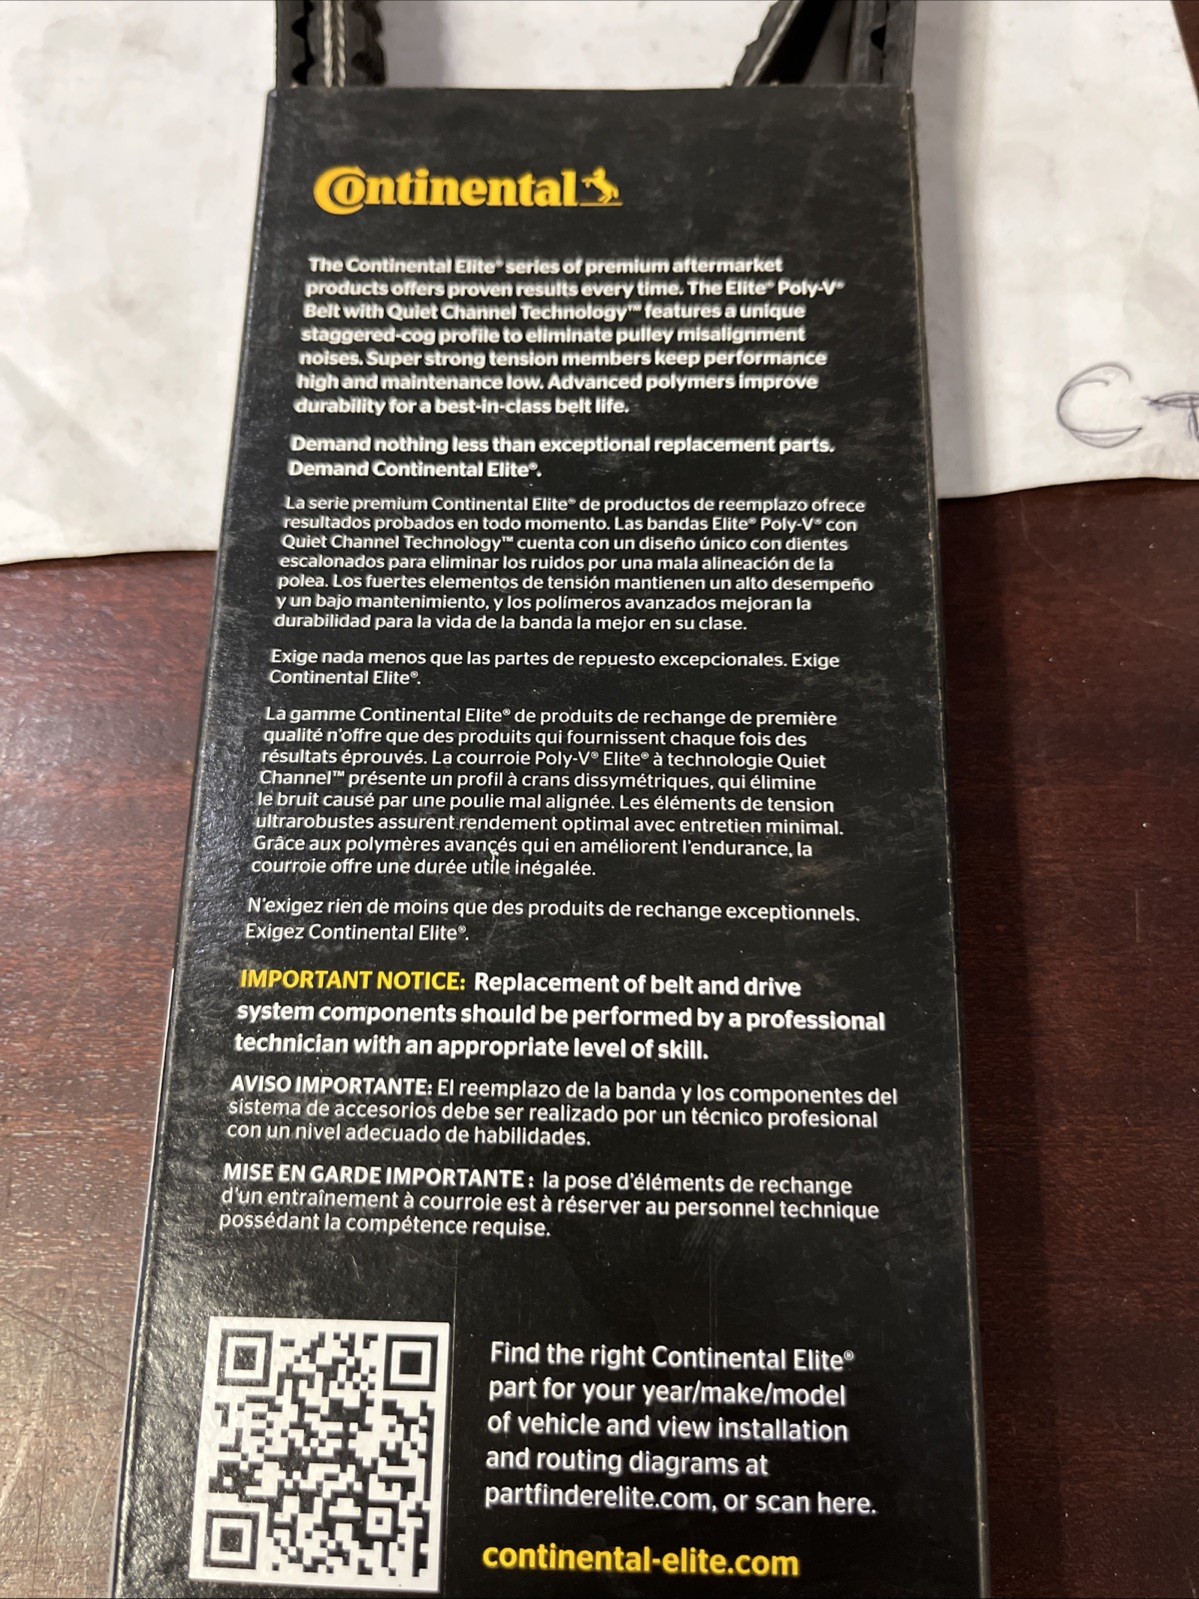 Continental
The Continental Elite® series of premium aftermarket
products offers proven results every time. The Elite® Poly-V®
Belt with Quiet Channel Technology™ features a unique
staggered-cog profile to eliminate pulley misalignment
noises. Super strong tension members keep performance
high and maintenance low. Advanced polymers improve
durability for a best-in-class belt life.
Demand nothing less than exceptional replacement parts.
Demand Continental Elite®.
La serie premium Continental Elite® de productos de reemplazo ofrece
resultados probados en todo momento. Las bandas Elite® Poly-V® con
Quiet Channel Technology™ cuenta con un diseño único con dientes
escalonados para eliminar los ruidos por una mala alineación de la
polea. Los fuertes elementos de tensión mantienen un alto desempeño
y un bajo mantenimiento, y los polímeros avanzados mejoran la
durabilidad para la vida de la banda la mejor en su clase.
Exige nada menos que las partes de repuesto excepcionales. Exige
Continental Elite®.
La gamme Continental Elite® de produits de rechange de première
qualité n'offre que des produits qui fournissent chaque fois des
résultats éprouvés. La courroie Poly-V® Elite® à technologie Quiet
Channel™ présente un profil à crans dissymétriques, qui élimine
le bruit causé par une poulie mal alignée. Les éléments de tension
ultrarobustes assurent rendement optimal avec entretien minimal.
Grâce aux polymères avancés qui en améliorent l'endurance, la
courroie offre une durée utile inégalée.
N'exigez rien de moins que des produits de rechange exceptionnels.
Exigez Continental Elite®.
IMPORTANT NOTICE: Replacement of belt and drive
system components should be performed by a professional
technician with an appropriate level of skill.
AVISO IMPORTANTE: El reemplazo de la banda y los componentes del
sistema de accesorios debe ser realizado por un técnico profesional
con un nivel adecuado de habilidades.
MISE EN GARDE IMPORTANTE : la pose d'éléments de rechange
d'un entraînement à courroie est à réserver au personnel technique
possédant la compétence requise.
Find the right Continental Elite®
part for your year/make/model
of vehicle and view installation
and routing diagrams at
partfinderelite.com, or scan here.
continental-elite.com